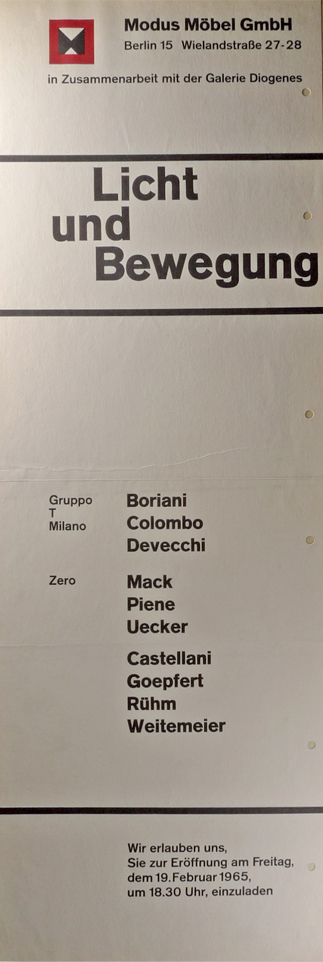 Modus Möbel GmbH
Berlin 15 Wielandstraße 27-28
in Zusammenarbeit mit der Galerie Diogenes
Licht
und
Bewegung
Gruppo
T
Milano
Boriani
Colombo
Devecchi
Zero
Mack
Piene
Uecker
Castellani
Goepfert
Rühm
Weitemeier
Wir erlauben uns,
Sie zur Eröffnung am Freitag,
dem 19. Februar 1965,
um 18.30 Uhr, einzuladen